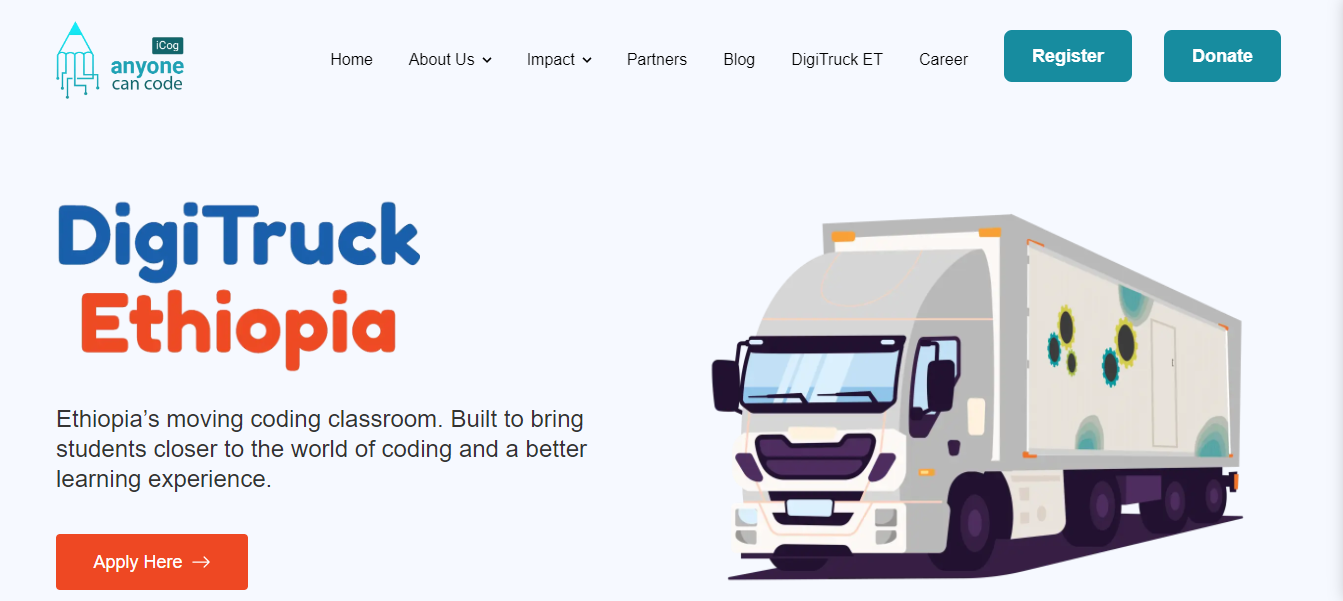 iCog
anyone
can code
Home About Us Impact Partners Blog DigiTruck ET Career Register Donate
DigiTruck
Ethiopia
Ethiopia’s moving coding classroom. Built to bring
students closer to the world of coding and a better
learning experience.
Apply Here →